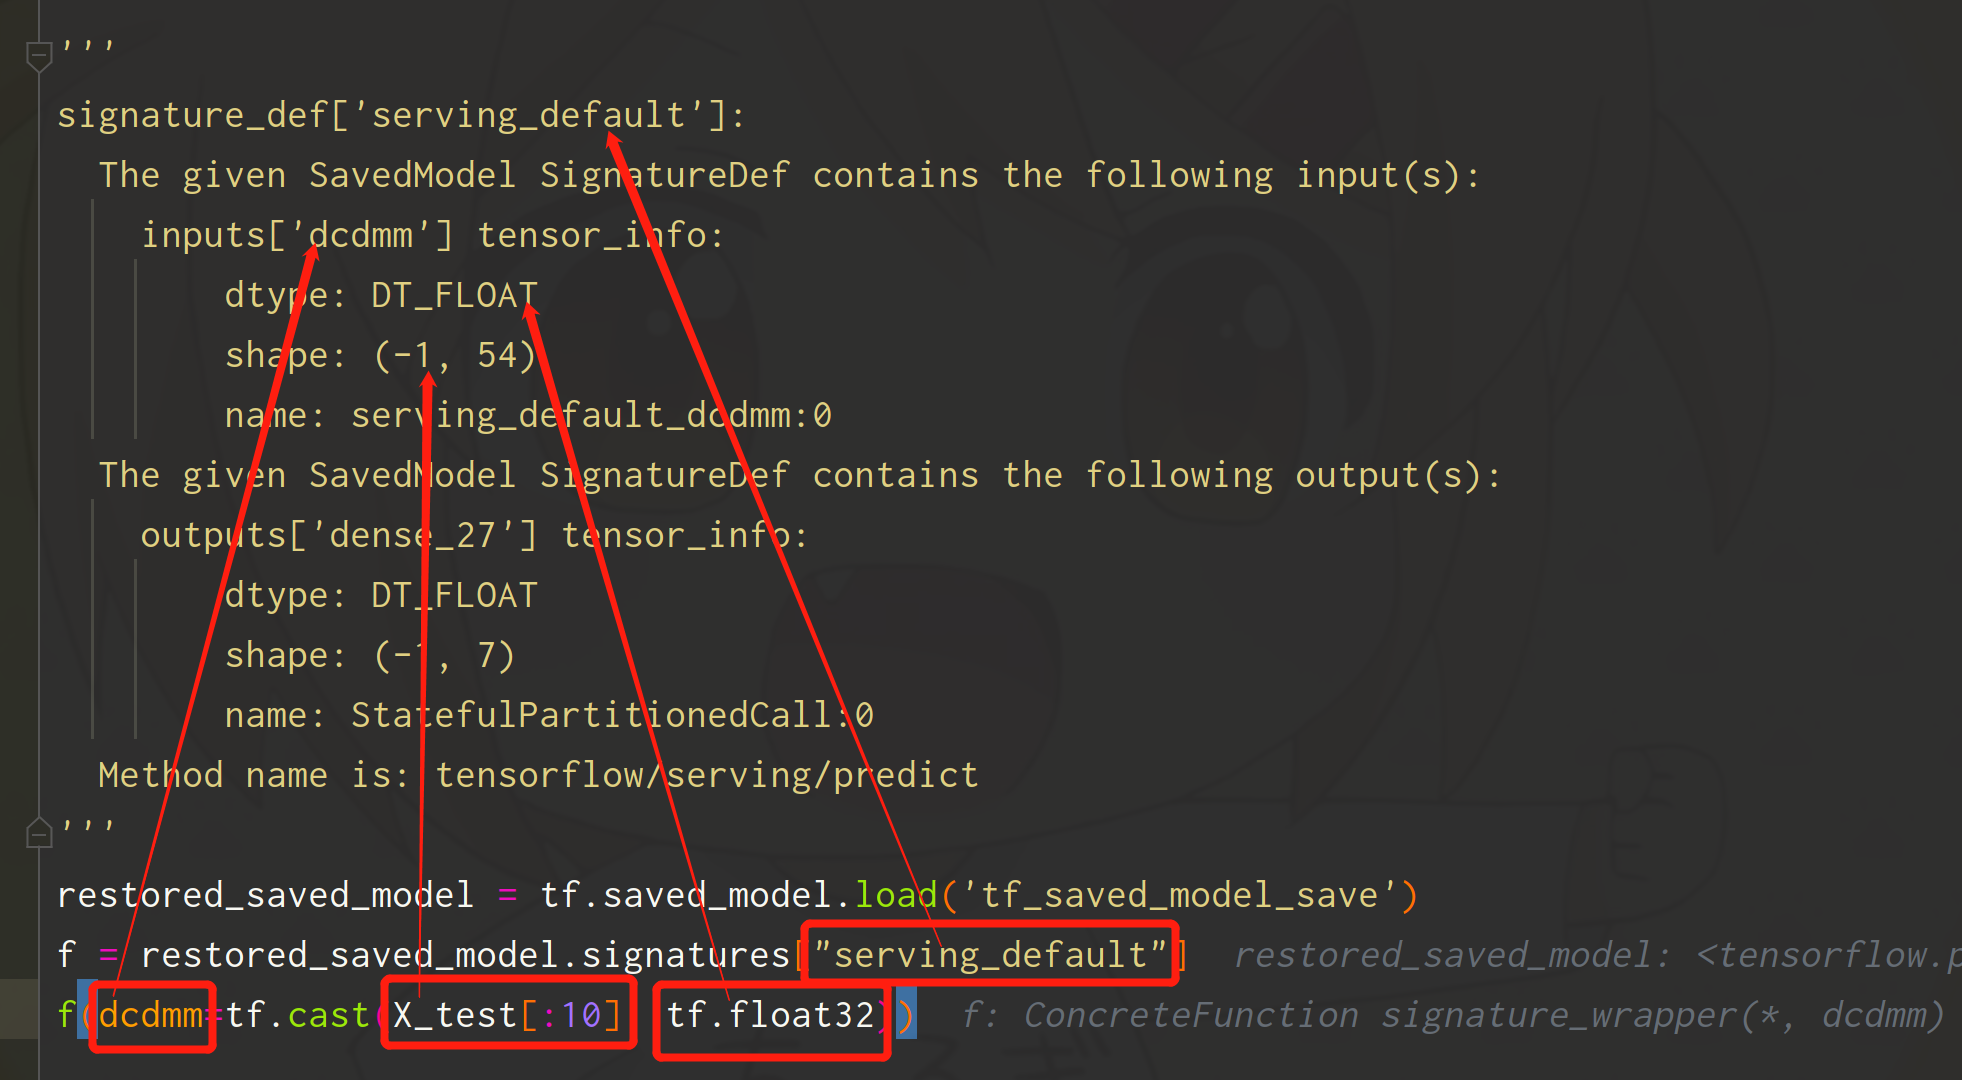 '''
signature_def['serving_default']:
The given SavedModel SignatureDef contains the following input(s):
inputs['dcdmm'] tensor_info:
dtype: DT_FLOAT
shape: (-1, 54)
name: serving_default_dcdmm:0
The given SavedModel SignatureDef contains the following output(s):
outputs['dense_27'] tensor_info:
dtype: DT_FLOAT
shape: (-1, 7)
name: StatefulPartitionedCall:0
Method name is: tensorflow/serving/predict
'''
restored_saved_model = tf.saved_model.load('tf_saved_model_save')
f = restored_saved_model.signatures["serving_default"] restored_saved_model: <tensorflow.p
f(dcdmm=tf.cast(X_test[:10] tf.float32)) f: ConcreteFunction signature_wrapper(*, dcdmm)